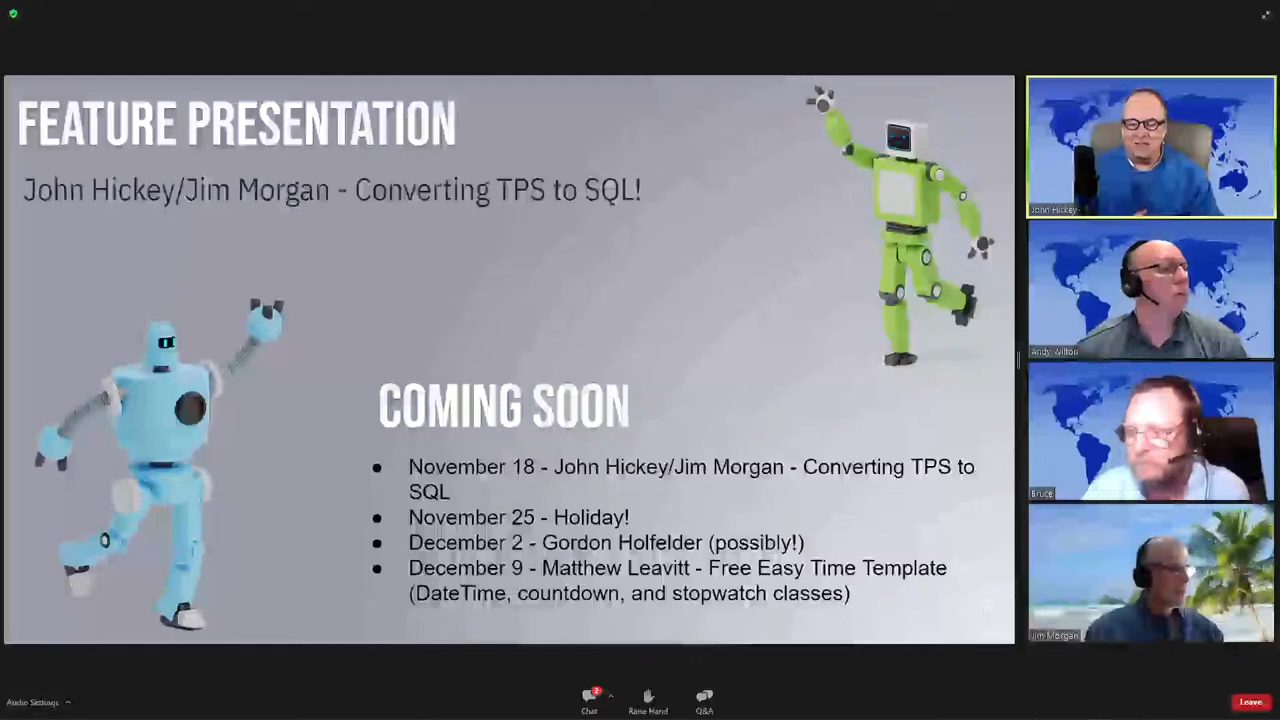 FEATURE PRESENTATION
John Hickey/Jim Morgan - Converting TPS to SQL!
COMING SOON
● November 18 - John Hickey/Jim Morgan - Converting TPS to
SQL
● November 25 - Holiday!
● December 2 - Gordon Holfelder (possibly!)
● December 9 - Matthew Leavitt - Free Easy Time Template
(DateTime, countdown, and stopwatch classes)
John Hickey
Andy Wilton
Bruce
Jim Morgan
Audio Settings
2
Chat
Raise Hand
Q&A
Leave